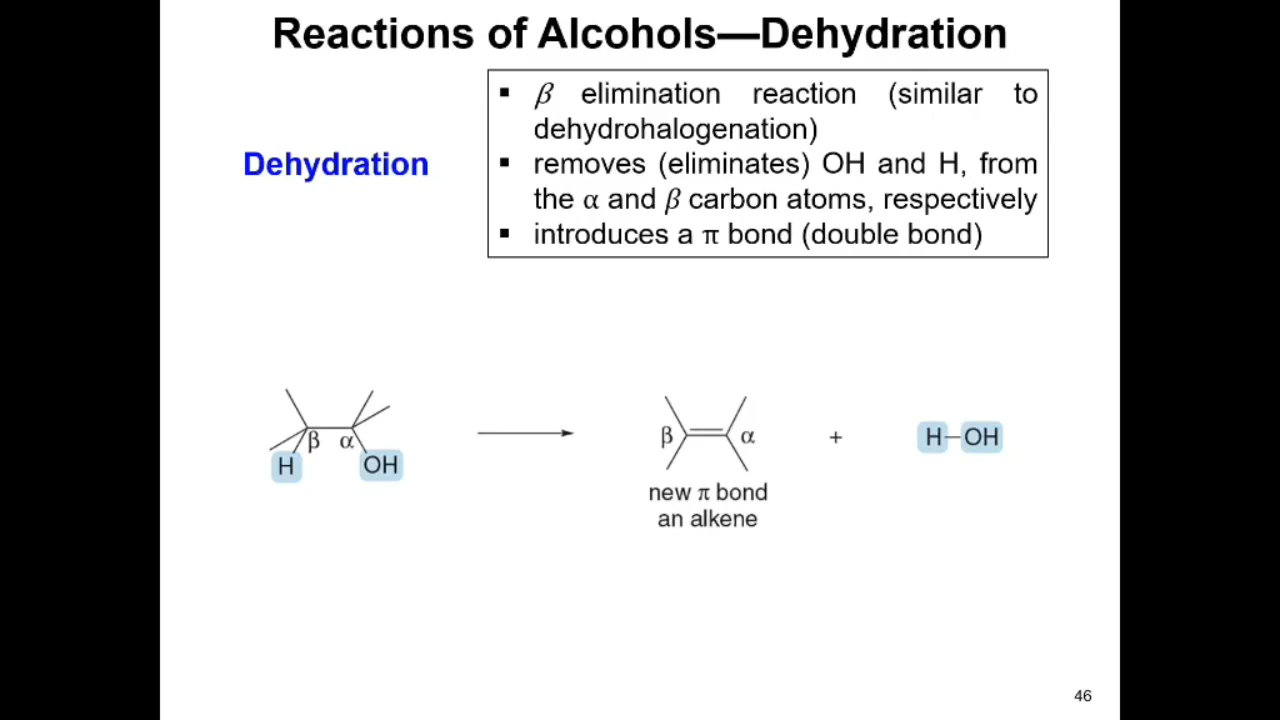 Reactions of Alcohols—Dehydration
Dehydration
▪ β elimination reaction (similar to
dehydrohalogenation)
▪ removes (eliminates) OH and H, from
the α and β carbon atoms, respectively
▪ introduces a π bond (double bond)
β α
H OH
β α + H–OH
new π bond
an alkene
46